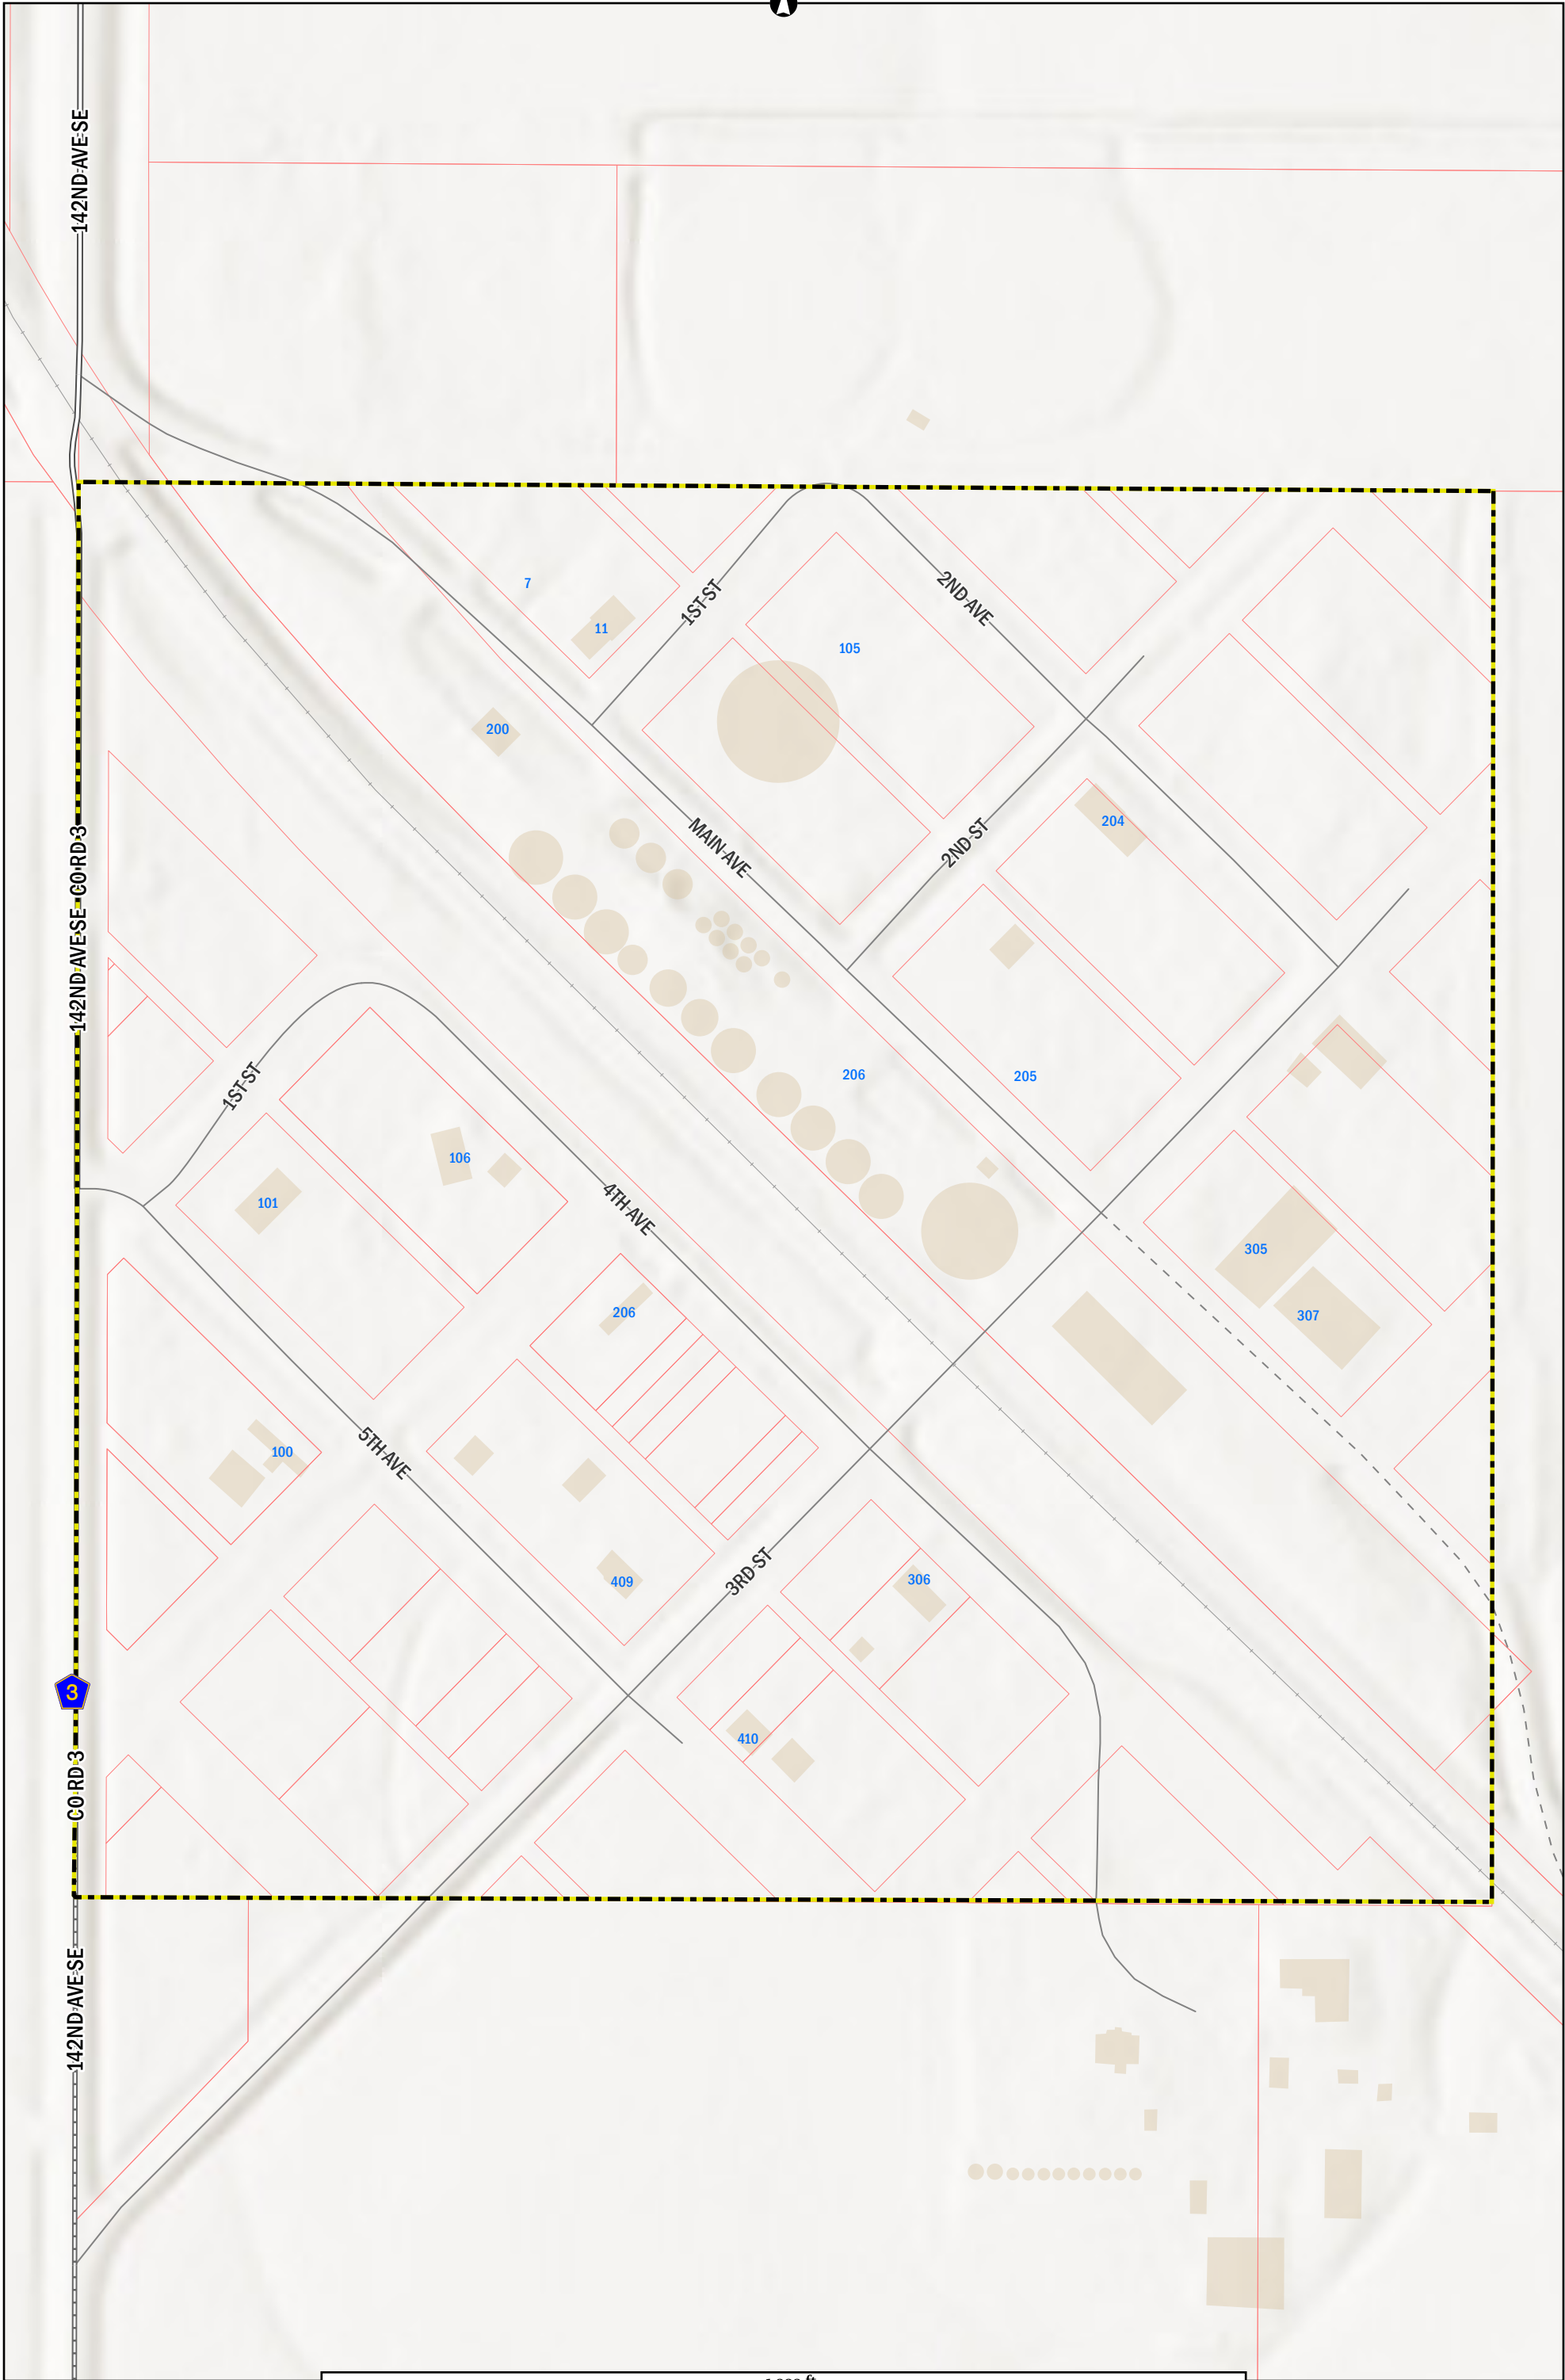 142ND AVE SE
7
1ST ST
2ND AVE
11
105
200
MAIN AVE
204
2ND ST
142ND AVE SE CO RD 3
1ST ST
206
205
106
101
4TH AVE
305
206
307
5TH AVE
100
3RD ST
409
306
3
410
CO RD 3
142ND AVE SE